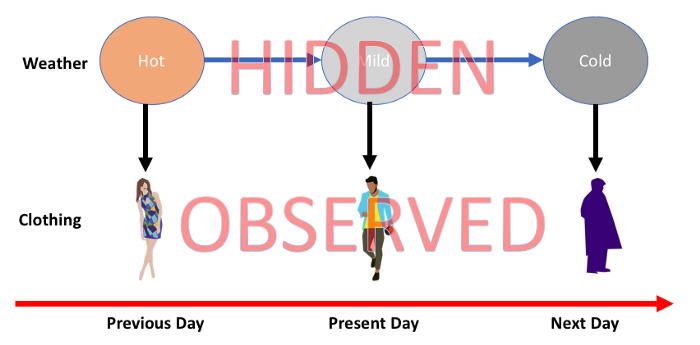 Weather
Hot
Mild
Cold
HIDDEN
Clothing
OBSERVED
Previous Day
Present Day
Next Day